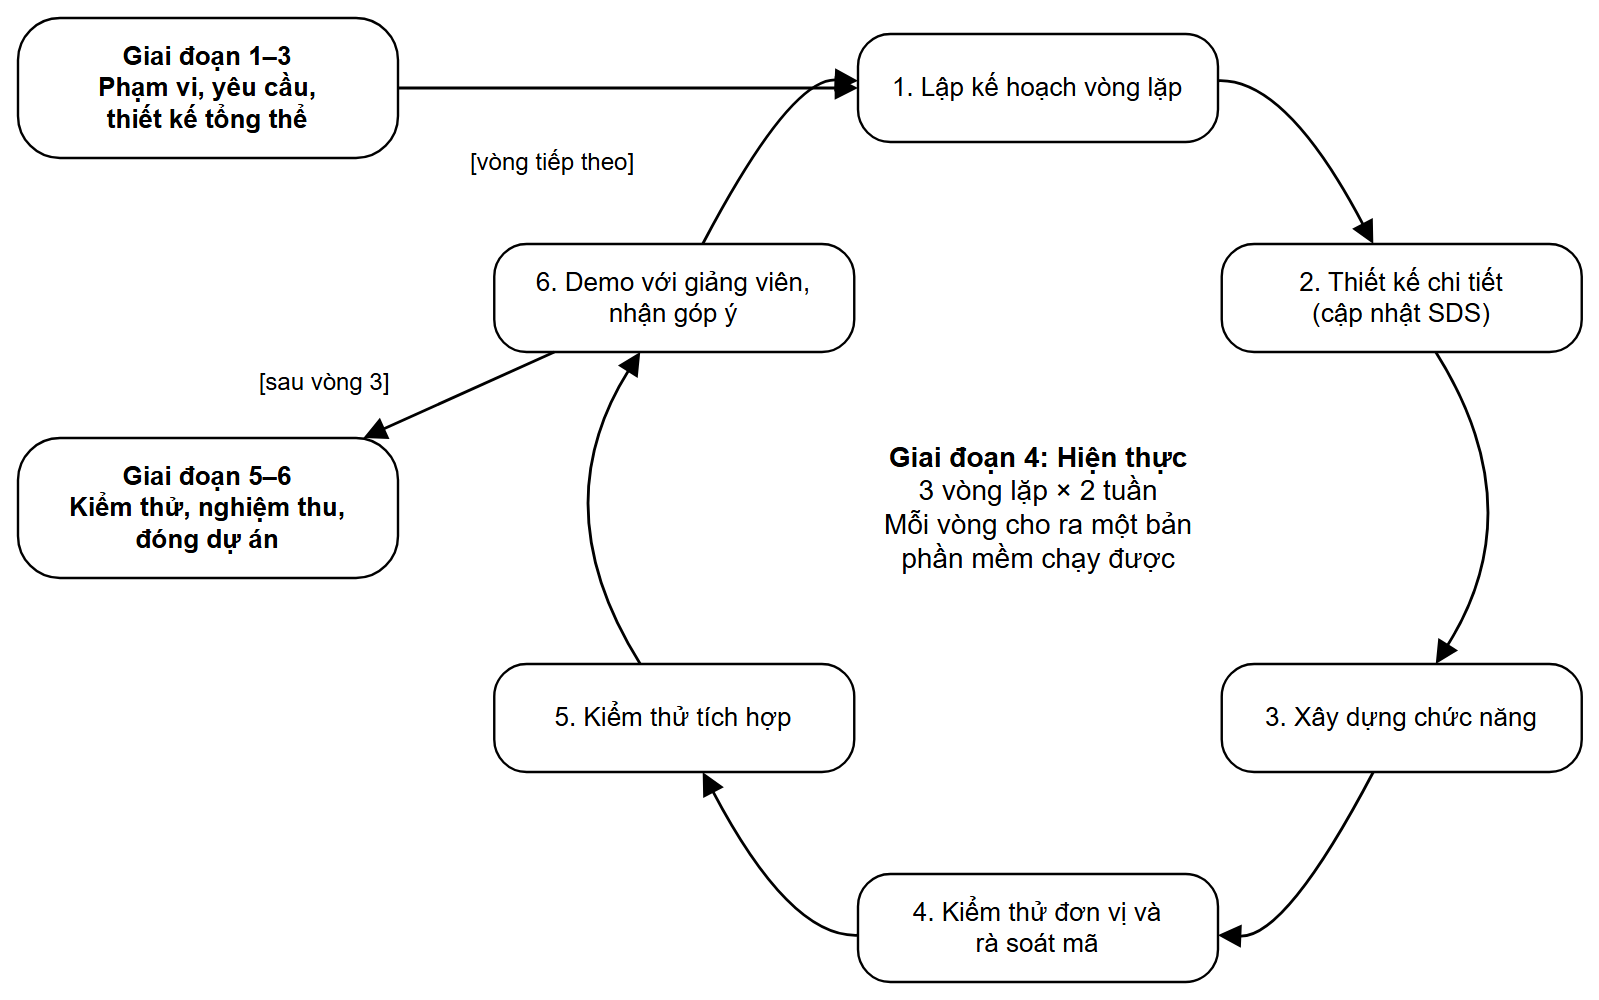 Giai đoạn 1–3
Phạm vi, yêu cầu,
thiết kế tổng thể
1. Lập kế hoạch vòng lặp
[vòng tiếp theo]
6. Demo với giảng viên,
nhận góp ý
2. Thiết kế chi tiết
(cập nhật SDS)
[sau vòng 3]
Giai đoạn 5–6
Kiểm thử, nghiệm thu,
đóng dự án
Giai đoạn 4: Hiện thực
3 vòng lặp × 2 tuần
Mỗi vòng cho ra một bản
phần mềm chạy được
5. Kiểm thử tích hợp
3. Xây dựng chức năng
4. Kiểm thử đơn vị và
rà soát mã